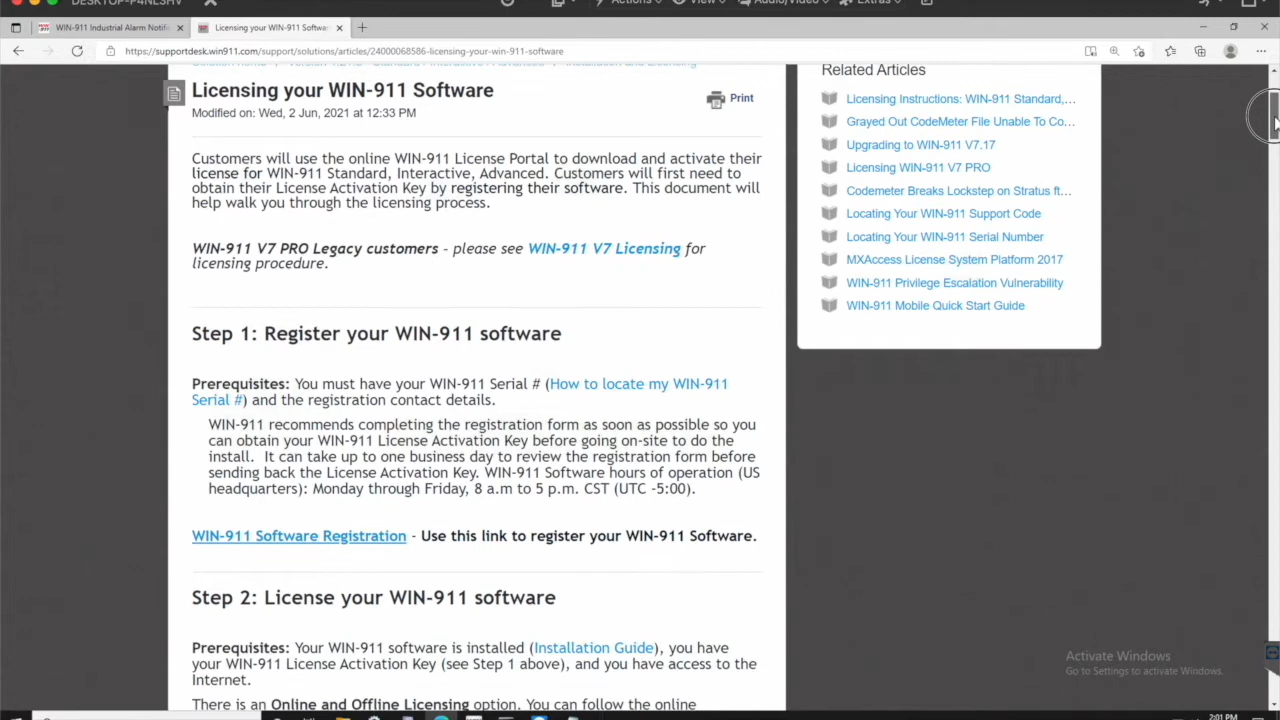 DESKTOP-P4NLSHV
Actions
View
Audio/Video
Extras
WIN-911 Industrial Alarm Notifi
Licensing your WIN-911 Softwar
https://supportdesk.win911.com/support/solutions/articles/24000068586-licensing-your-win-911-software
Licensing your WIN-911 Software
Print
Modified on: Wed, 2 Jun, 2021 at 12:33 PM
Customers will use the online WIN-911 License Portal to download and activate their
license for WIN-911 Standard, Interactive, Advanced. Customers will first need to
obtain their License Activation Key by registering their software. This document will
help walk you through the licensing process.
WIN-911 V7 PRO Legacy customers - please see WIN-911 V7 Licensing for
licensing procedure.
Step 1: Register your WIN-911 software
Prerequisites: You must have your WIN-911 Serial # (How to locate my WIN-911
Serial #) and the registration contact details.
WIN-911 recommends completing the registration form as soon as possible so you
can obtain your WIN-911 License Activation Key before going on-site to do the
install. It can take up to one business day to review the registration form before
sending back the License Activation Key. WIN-911 Software hours of operation (US
headquarters): Monday through Friday, 8 a.m to 5 p.m. CST (UTC -5:00).
WIN-911 Software Registration - Use this link to register your WIN-911 Software.
Step 2: License your WIN-911 software
Prerequisites: Your WIN-911 software is installed (Installation Guide), you have
your WIN-911 License Activation Key (see Step 1 above), and you have access to the
Internet.
There is an Online and Offline Licensing option. You can follow the online
Related Articles
Licensing Instructions: WIN-911 Standard,...
Grayed Out CodeMeter File Unable To Co...
Upgrading to WIN-911 V7.17
Licensing WIN-911 V7 PRO
Codemeter Breaks Lockstep on Stratus ft...
Locating Your WIN-911 Support Code
Locating Your WIN-911 Serial Number
MXAccess License System Platform 2017
WIN-911 Privilege Escalation Vulnerability
WIN-911 Mobile Quick Start Guide
Activate Windows
Go to Settings to activate Windows.
2:01 PM